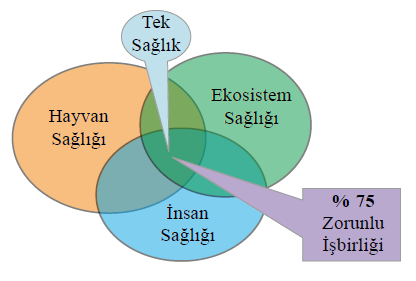 Tek
Sağlık
Hayvan
Sağlığı
Ekosistem
Sağlığı
İnsan
Sağlığı
% 75
Zorunlu
İşbirliği